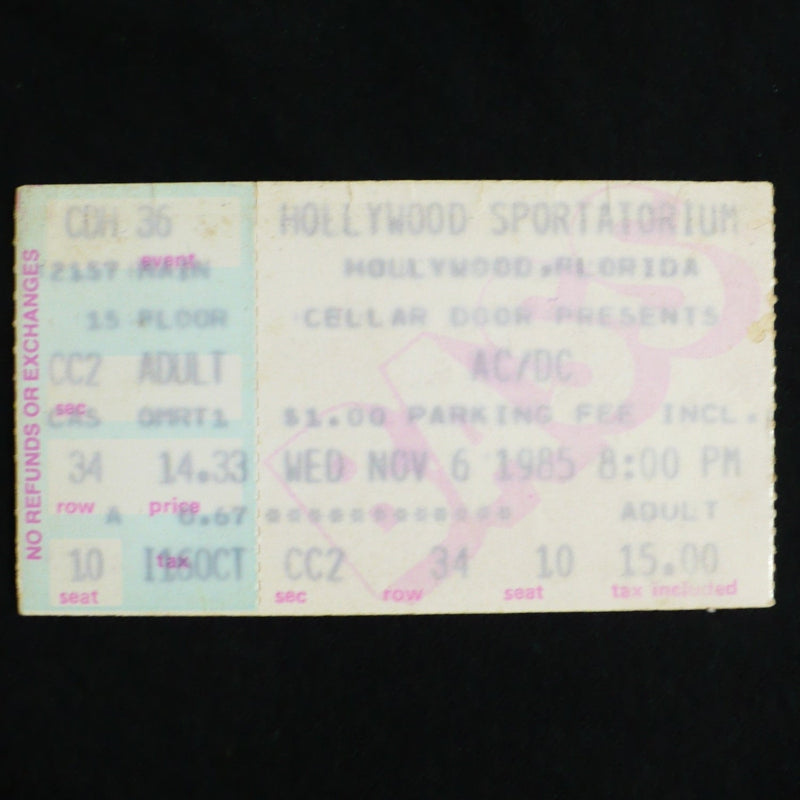 NO REFUNDS OR EXCHANGES
CDH 36
event
2157 MAIN
15 FLOOR
CC2 ADULT
sec
CAS OMRT1
34 14.33
row price
A 0.67
10 I160CT
tax
seat
BASS
HOLLYWOOD SPORTATORIUM
HOLLYWOOD,FLORIDA
CELLAR DOOR PRESENTS
AC/DC
$1.00 PARKING FEE INCL.
WED NOV 6 1985 8:00 PM
************ ADULT
CC2 34 10 15.00
sec row seat tax included